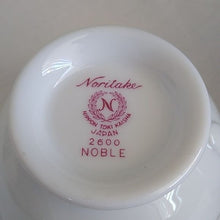 Noritake
N
NIPPON TOKI KAISHA
JAPAN
2600
NOBLE